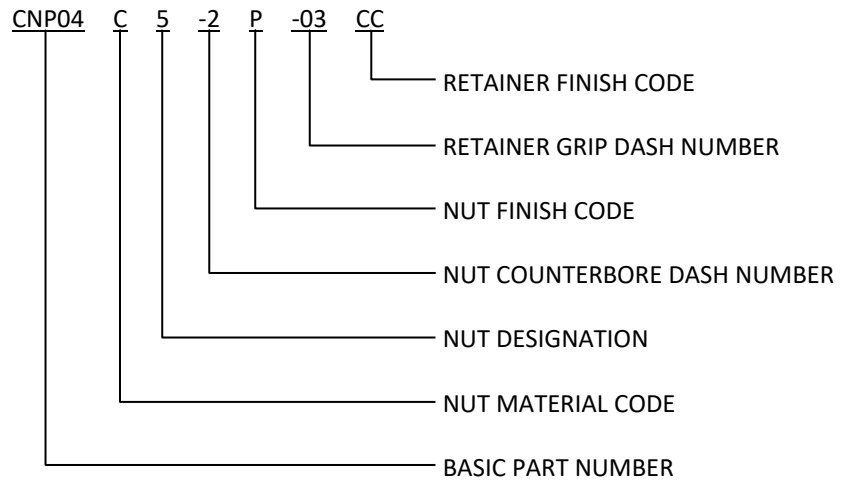 CNP04 C 5 -2 P -03 CC
RETAINER FINISH CODE
RETAINER GRIP DASH NUMBER
NUT FINISH CODE
NUT COUNTERBORE DASH NUMBER
NUT DESIGNATION
NUT MATERIAL CODE
BASIC PART NUMBER